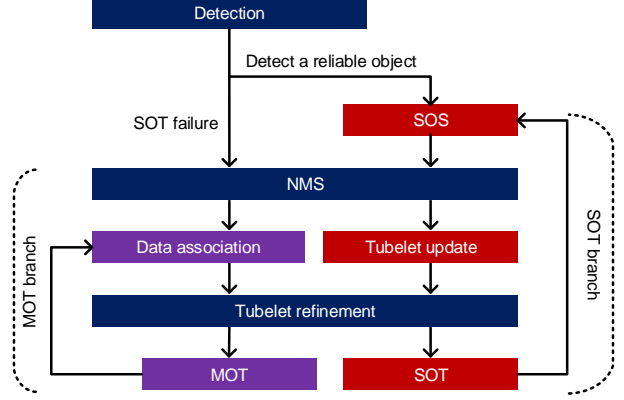 Detection
Detect a reliable object
SOT failure
SOS
NMS
Data association
Tubelet update
Tubelet refinement
MOT
SOT
MOT branch
SOT branch